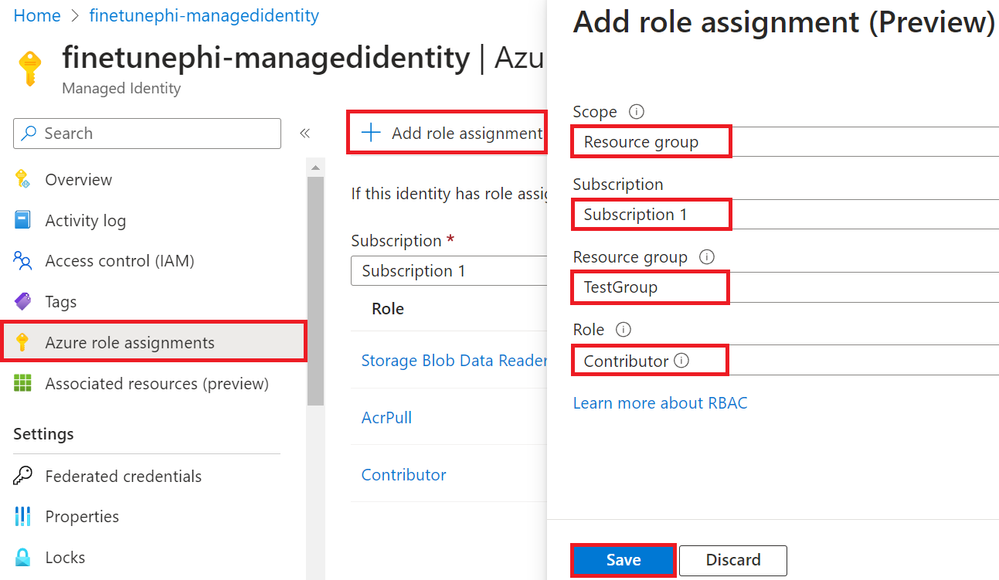 Home > finetunephi-managedidentity
finetunephi-managedidentity | Azu
Managed Identity
Search
«
Overview
Activity log
Access control (IAM)
Tags
Azure role assignments
Associated resources (preview)
Settings
Federated credentials
Properties
Locks
+ Add role assignment
If this identity has role assig
Subscription *
Subscription 1
Role
Storage Blob Data Reader
AcrPull
Contributor
Add role assignment (Preview)
Scope
Resource group
Subscription
Subscription 1
Resource group
TestGroup
Role
Contributor
Learn more about RBAC
Save
Discard